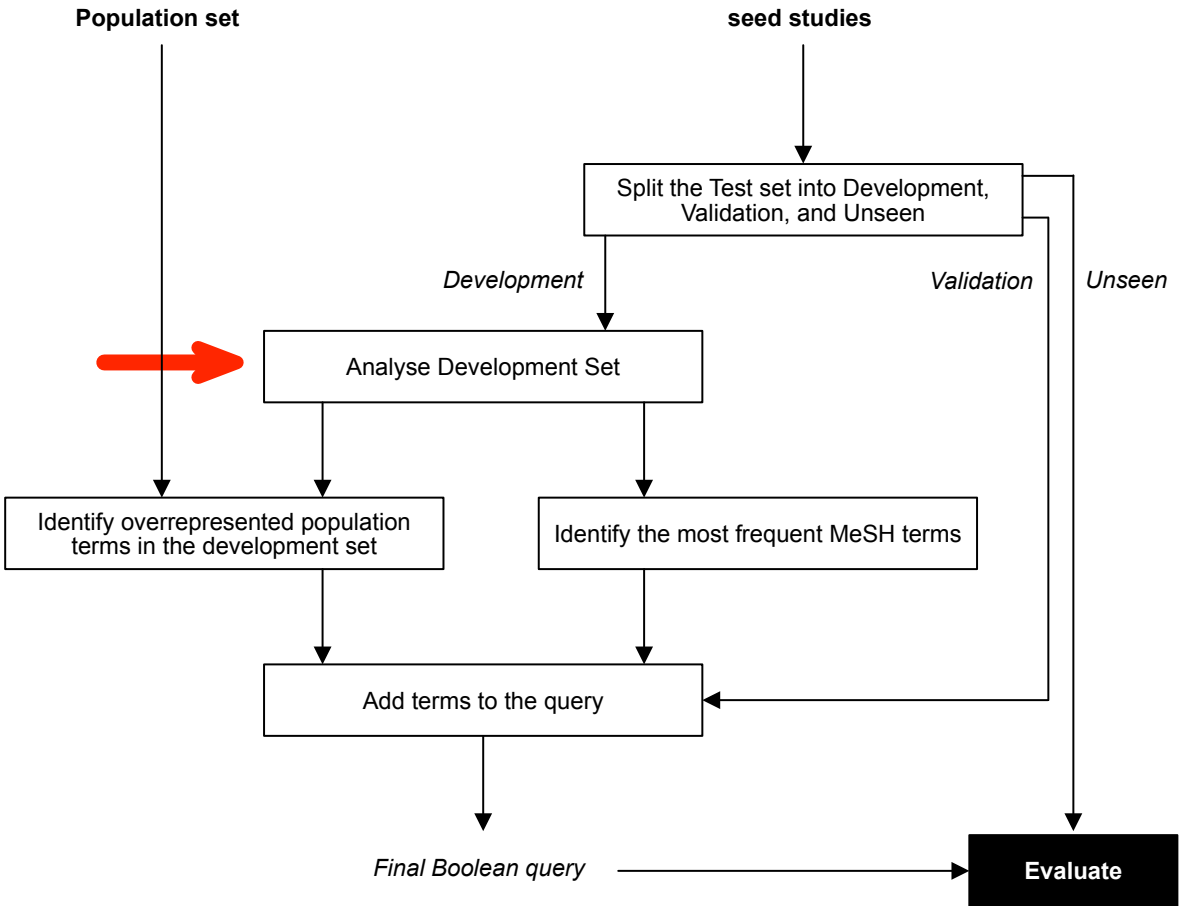 Population set
seed studies
Split the Test set into Development,
Validation, and Unseen
Development
Validation
Unseen
Analyse Development Set
Identify overrepresented population
terms in the development set
Identify the most frequent MeSH terms
Add terms to the query
Final Boolean query
Evaluate